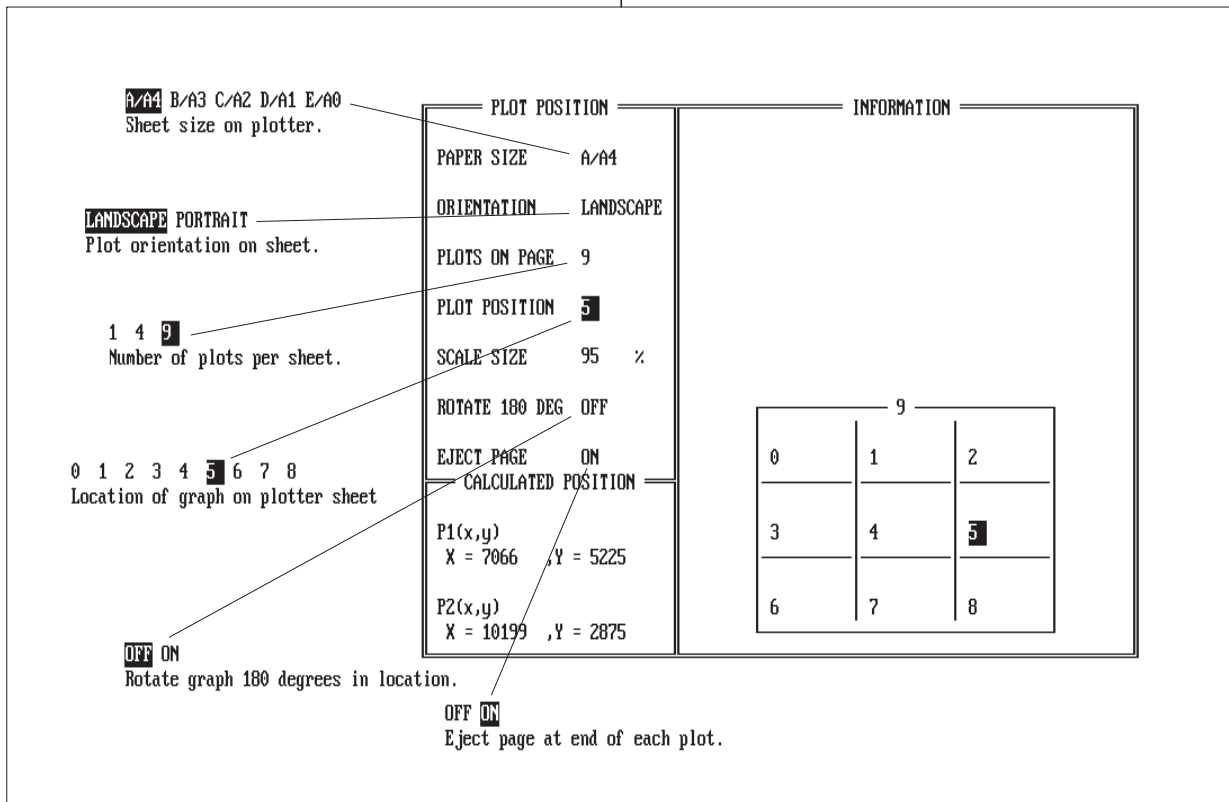 A/A4 B/A3 C/A2 D/A1 E/A0
Sheet size on plotter.
LANDSCAPE PORTRAIT
Plot orientation on sheet.
1 4 9
Number of plots per sheet.
0 1 2 3 4 5 6 7 8
Location of graph on plotter sheet
OFF ON
Rotate graph 180 degrees in location.
OFF ON
Eject page at end of each plot.
PLOT POSITION
PAPER SIZE A/A4
ORIENTATION LANDSCAPE
PLOTS ON PAGE 9
PLOT POSITION 5
SCALE SIZE 95 %
ROTATE 180 DEG OFF
EJECT PAGE ON
CALCULATED POSITION
P1(x,y)
X = 7066 ,Y = 5225
P2(x,y)
X = 10199 ,Y = 2875
INFORMATION
9
0 1 2
3 4 5
6 7 8